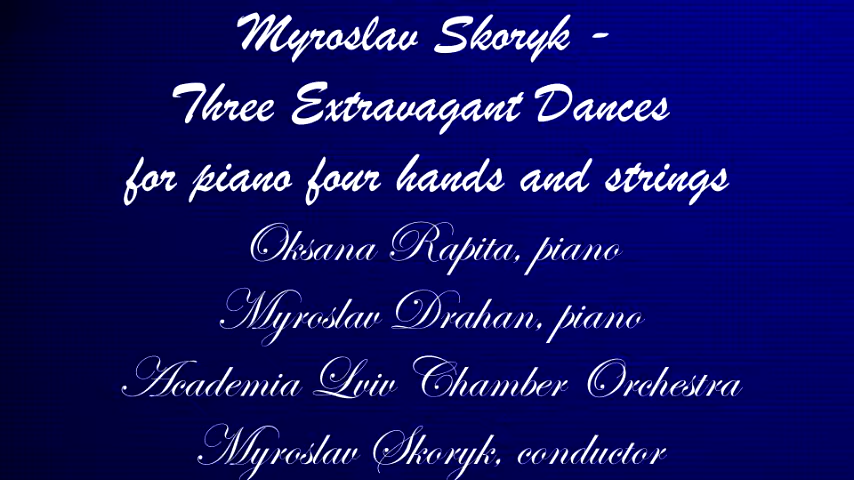 Myroslav Skoryk -
Three Extravagant Dances
for piano four hands and strings
Oksana Rapita, piano
Myroslav Drahan, piano
Academia Lviv Chamber Orchestra
Myroslav Skoryk, conductor